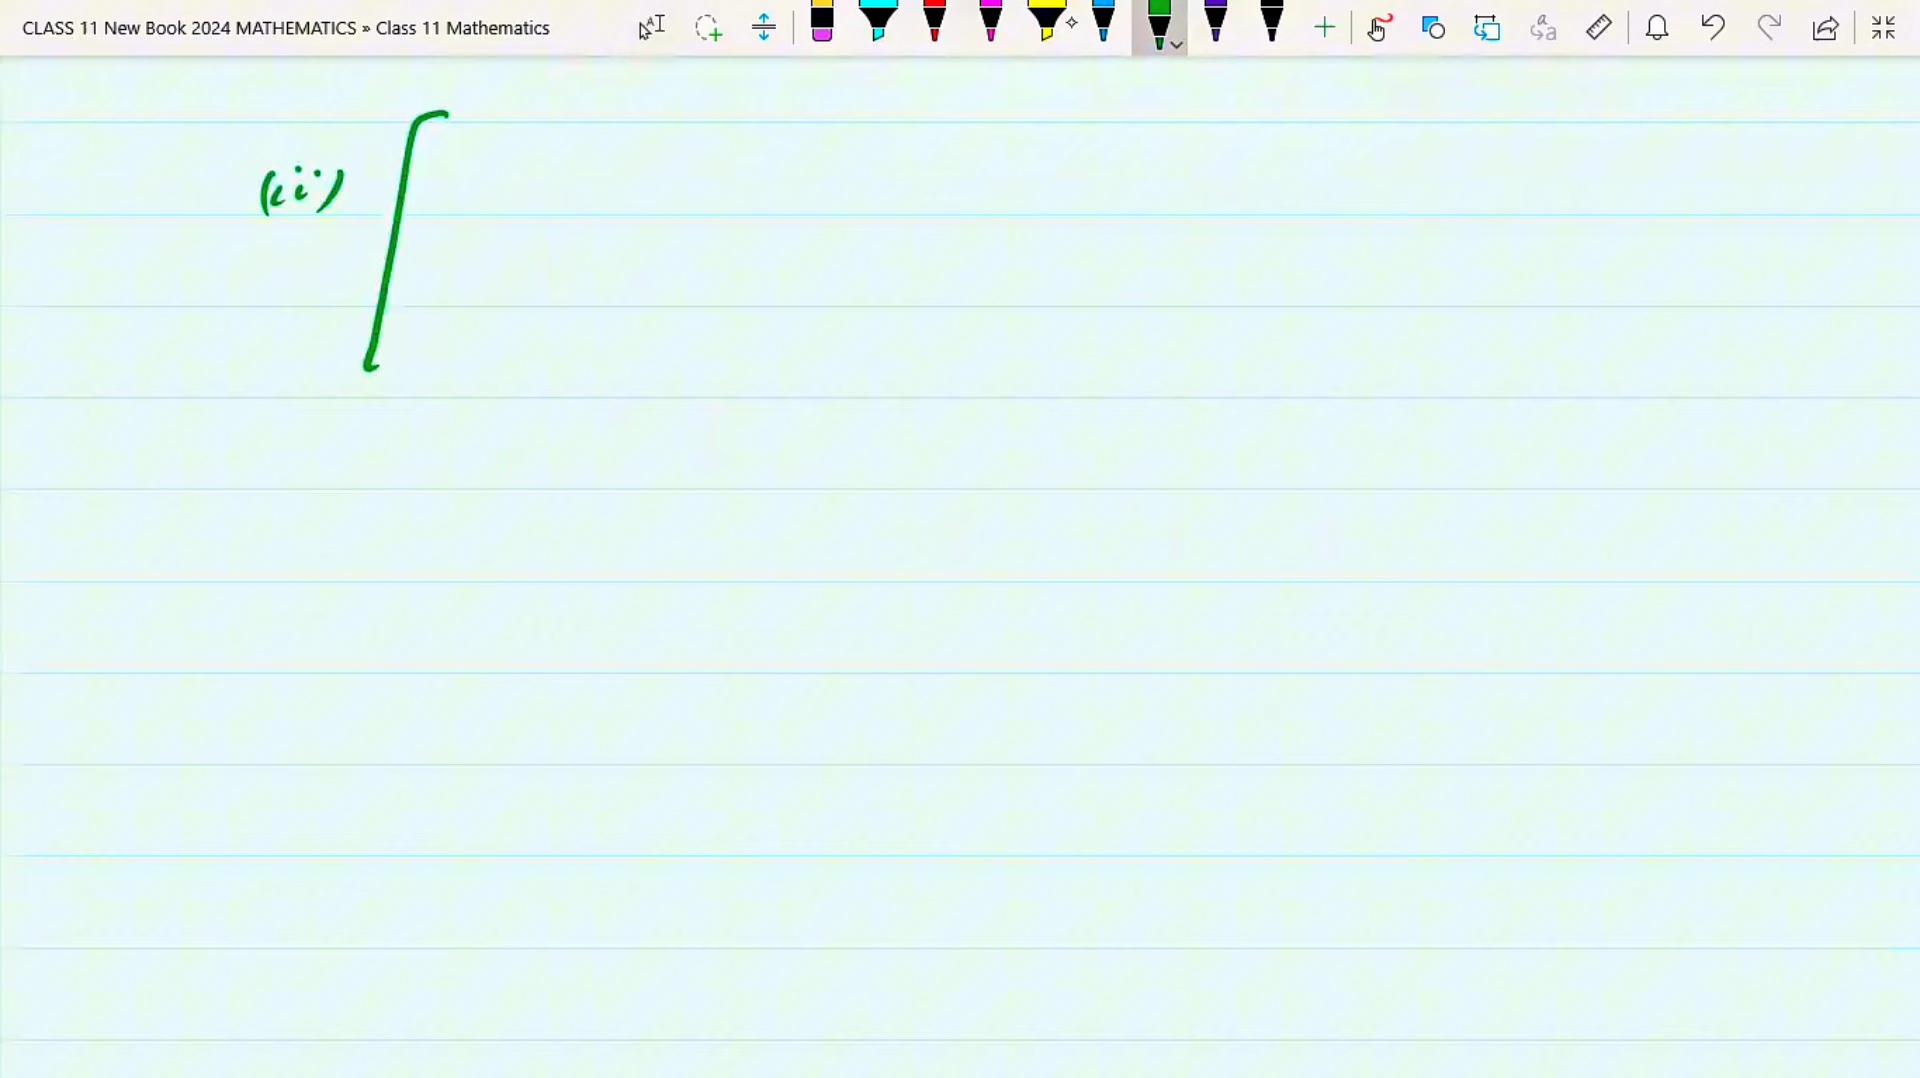 CLASS 11 New Book 2024 MATHEMATICS » Class 11 Mathematics
(ii) ∫